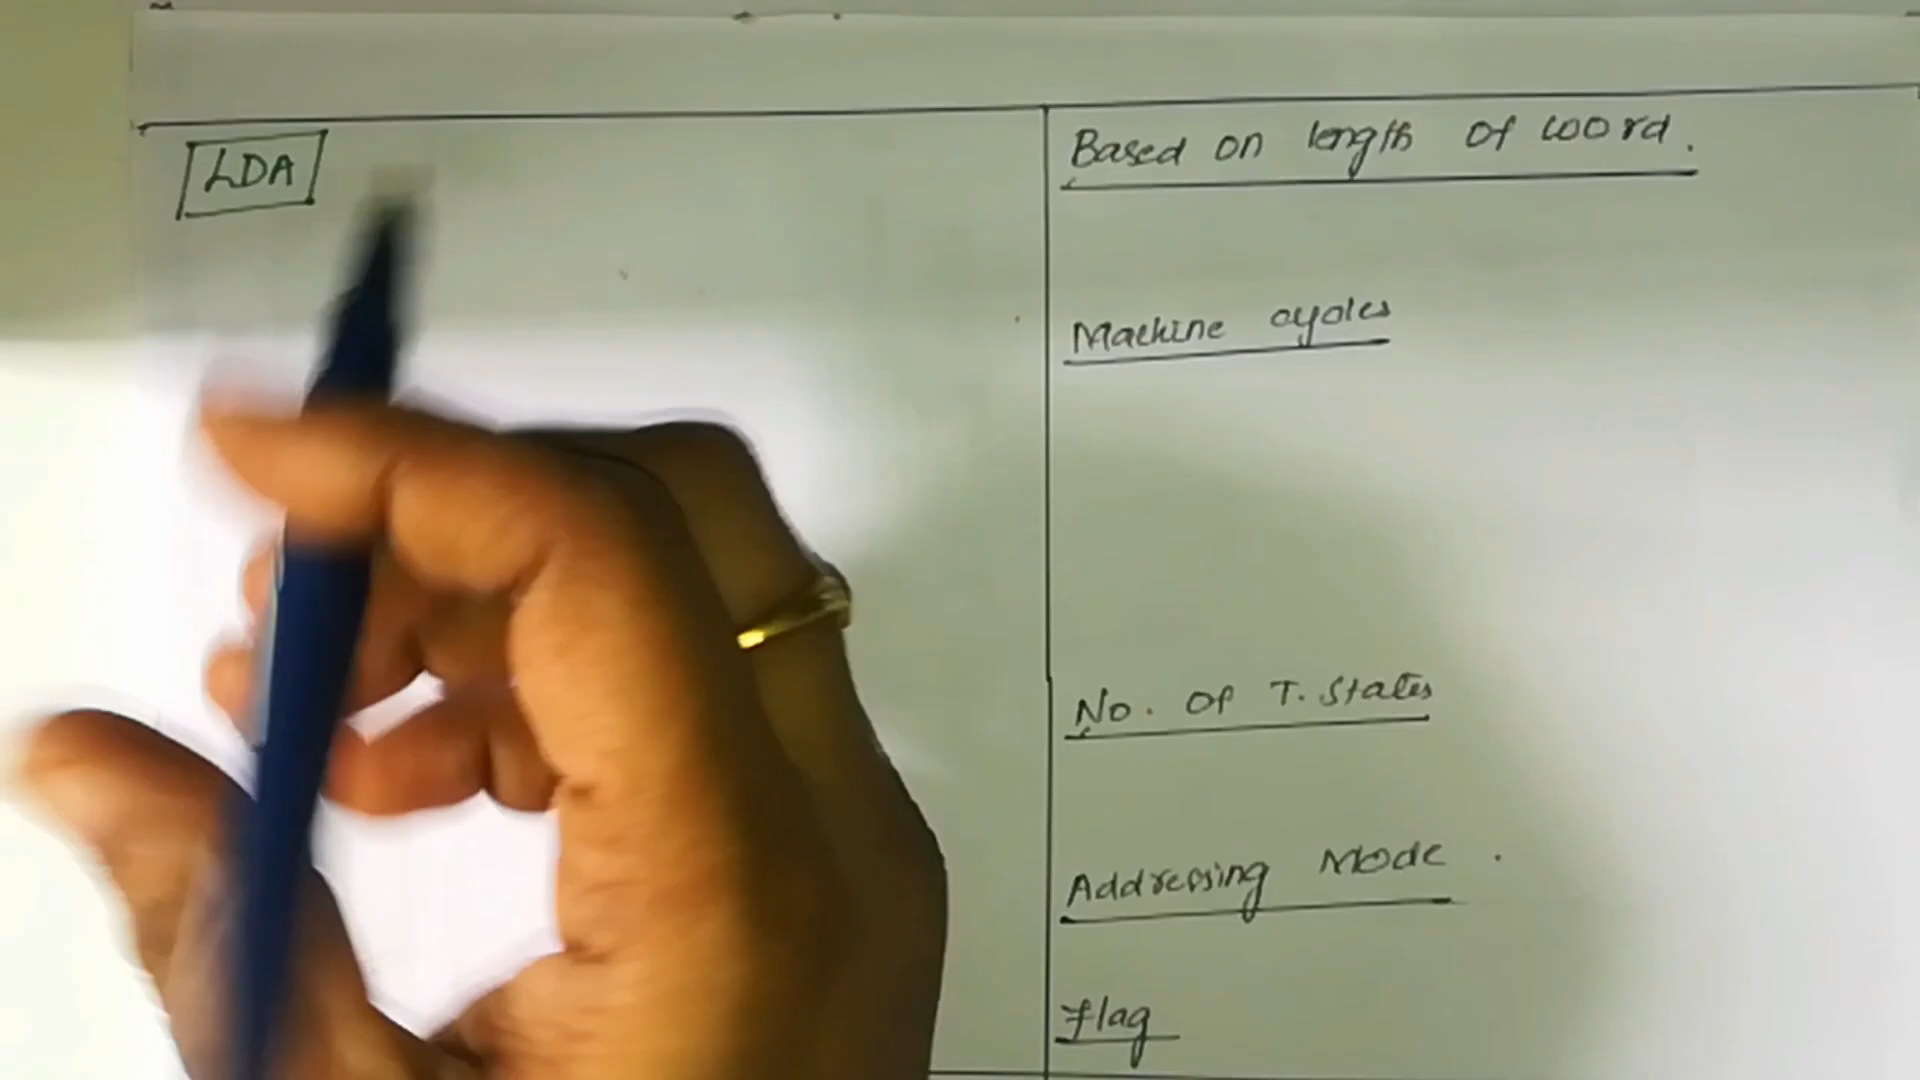 LDA
Based on length of word.
Machine cycles
No. of T. States
Addressing Mode.
Flag